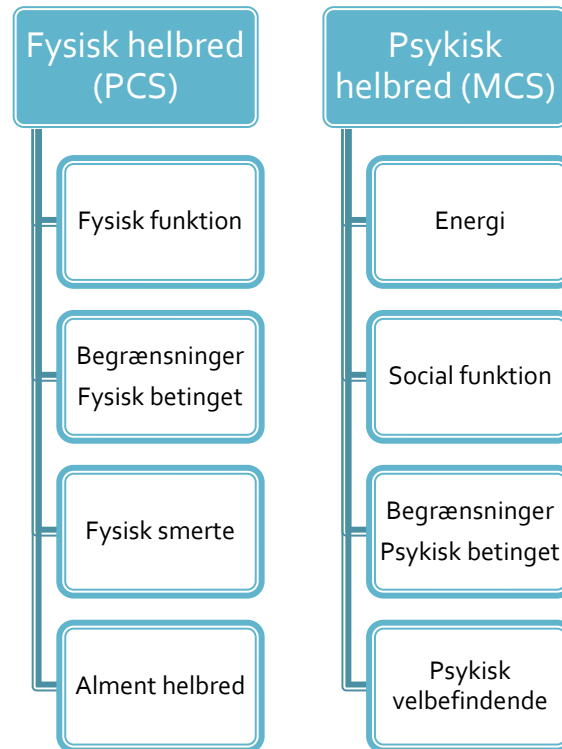 Fysisk helbred
(PCS)
Fysisk funktion
Begrænsninger
Fysisk betinget
Fysisk smerte
Alment helbred
Psykisk
helbred (MCS)
Energi
Social funktion
Begrænsninger
Psykisk betinget
Psykisk
velbefindende